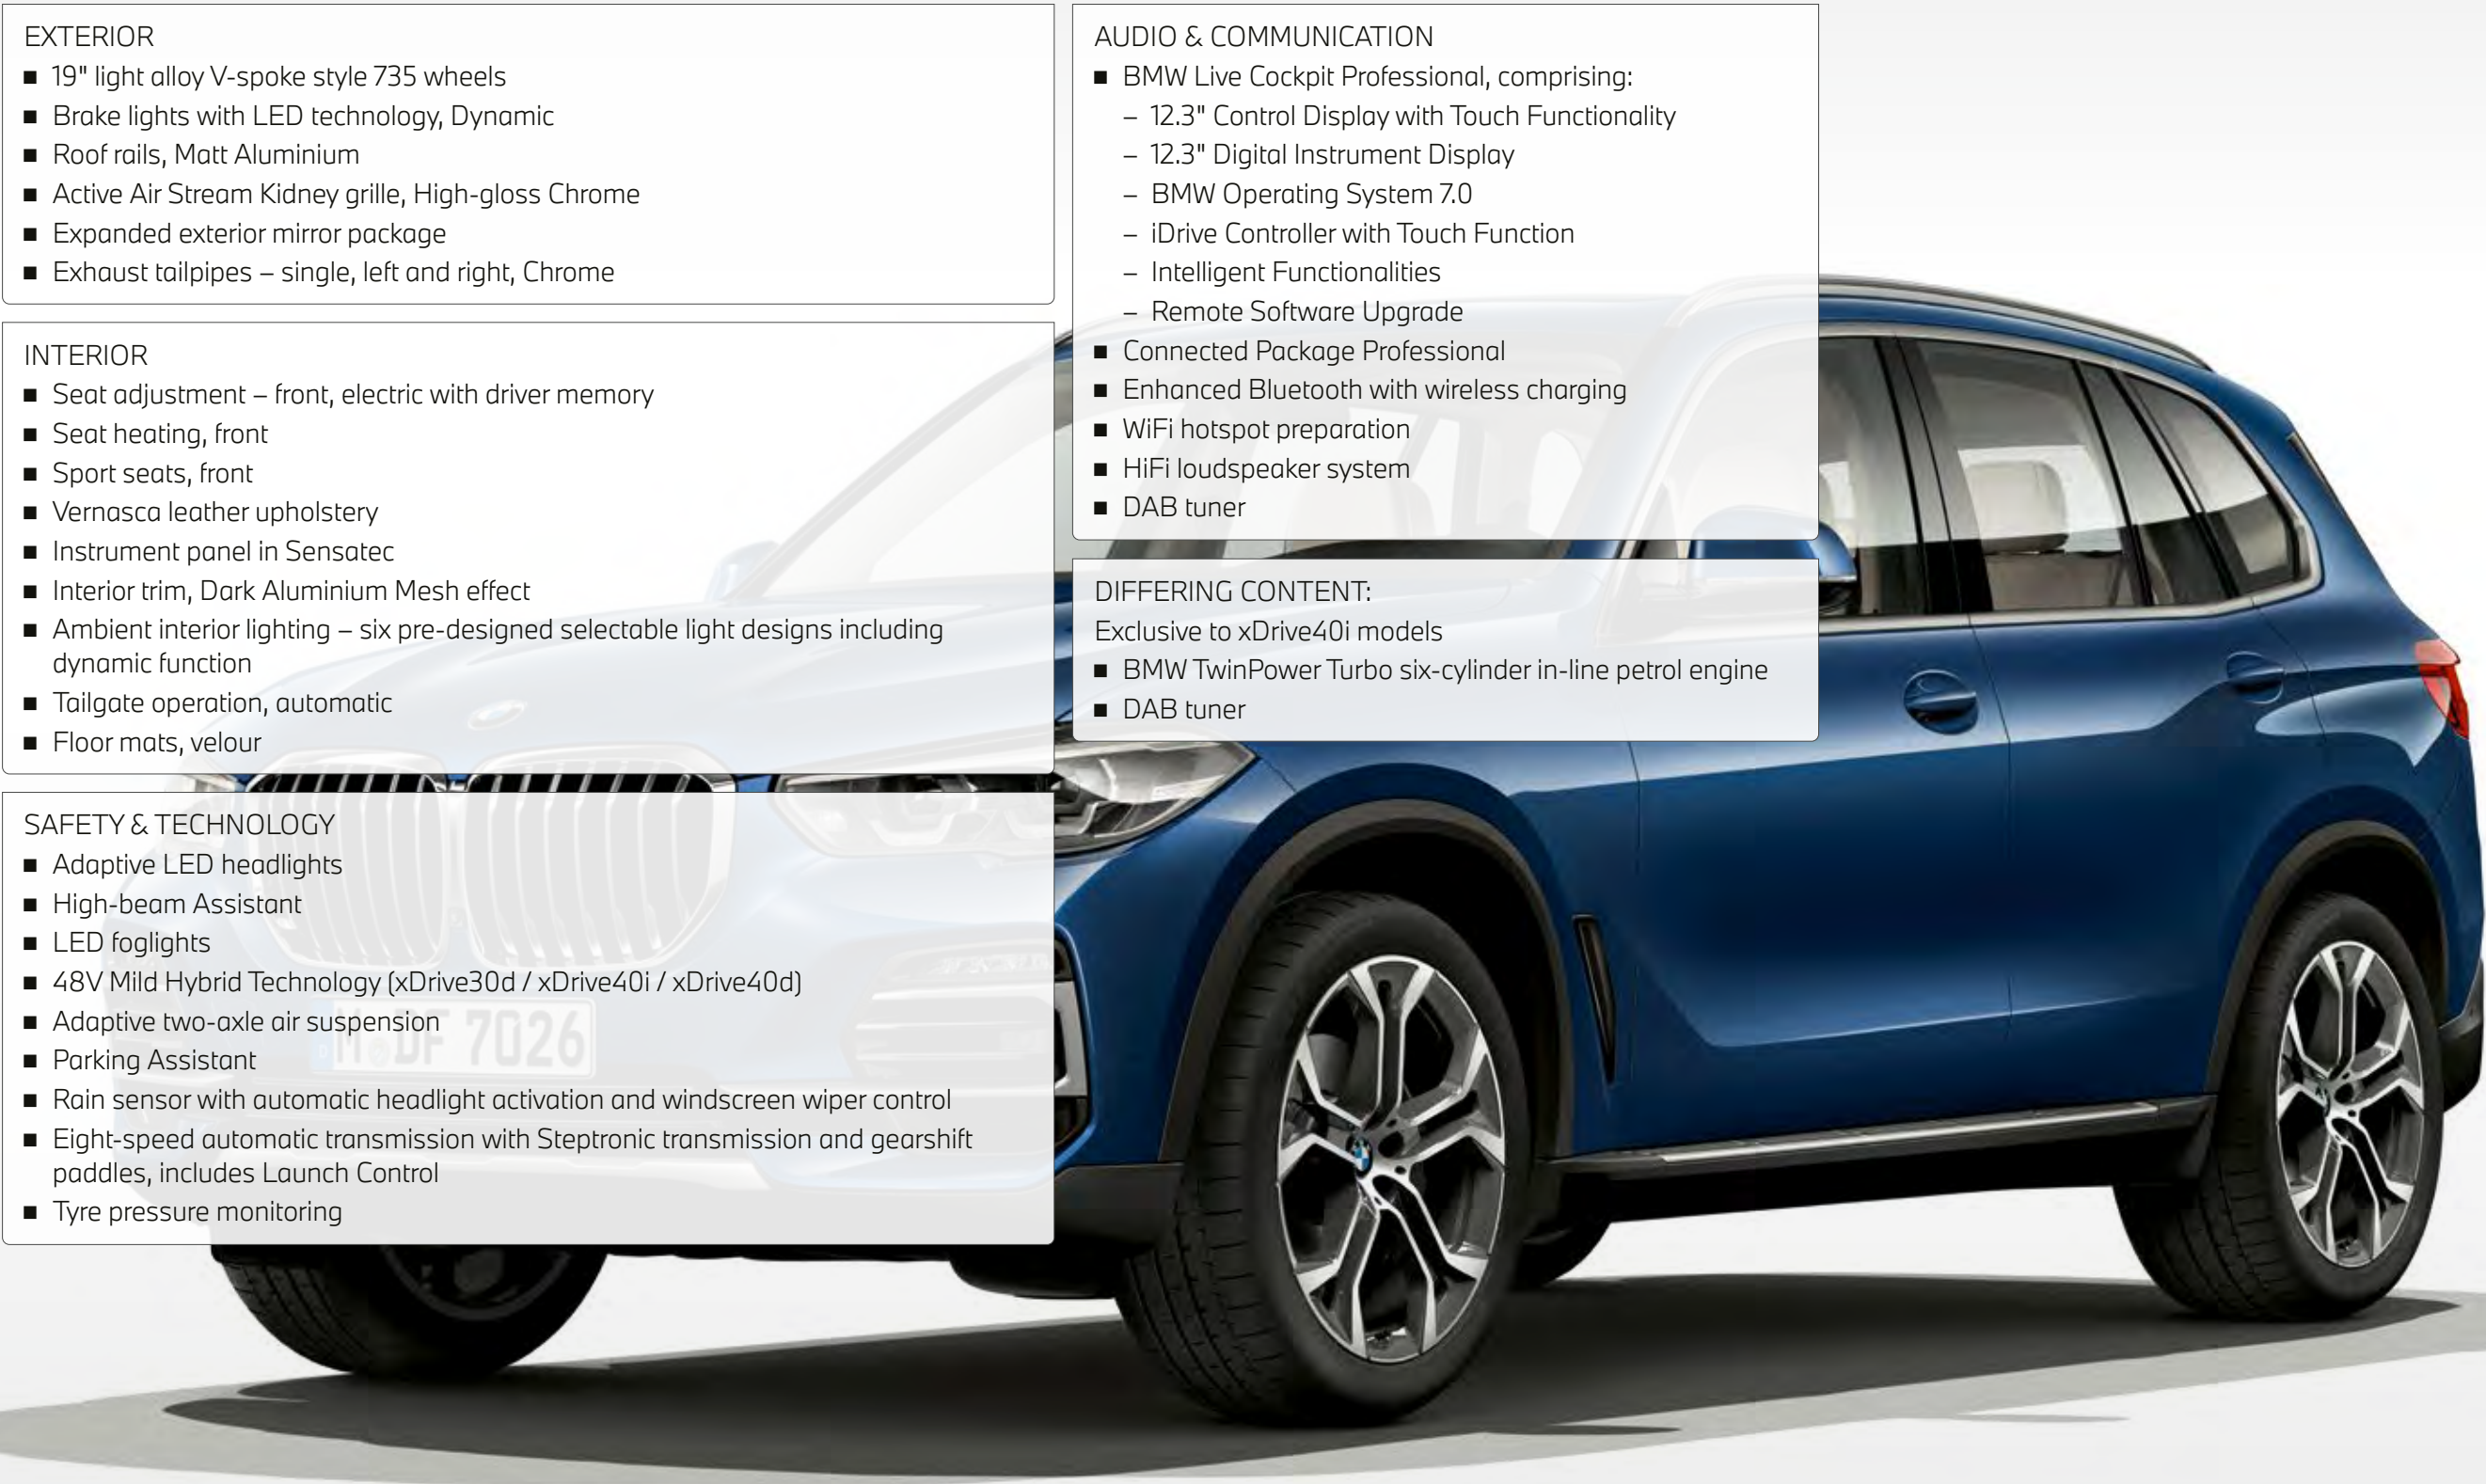 EXTERIOR
■ 19" light alloy V-spoke style 735 wheels
■ Brake lights with LED technology, Dynamic
■ Roof rails, Matt Aluminium
■ Active Air Stream Kidney grille, High-gloss Chrome
■ Expanded exterior mirror package
■ Exhaust tailpipes – single, left and right, Chrome
INTERIOR
■ Seat adjustment – front, electric with driver memory
■ Seat heating, front
■ Sport seats, front
■ Vernasca leather upholstery
■ Instrument panel in Sensatec
■ Interior trim, Dark Aluminium Mesh effect
■ Ambient interior lighting – six pre-designed selectable light designs including
dynamic function
■ Tailgate operation, automatic
■ Floor mats, velour
SAFETY & TECHNOLOGY
■ Adaptive LED headlights
■ High-beam Assistant
■ LED foglights
■ 48V Mild Hybrid Technology (xDrive30d / xDrive40i / xDrive40d)
■ Adaptive two-axle air suspension
■ Parking Assistant
■ Rain sensor with automatic headlight activation and windscreen wiper control
■ Eight-speed automatic transmission with Steptronic transmission and gearshift
paddles, includes Launch Control
■ Tyre pressure monitoring
M DF 7026
AUDIO & COMMUNICATION
■ BMW Live Cockpit Professional, comprising:
– 12.3" Control Display with Touch Functionality
– 12.3" Digital Instrument Display
– BMW Operating System 7.0
– iDrive Controller with Touch Function
– Intelligent Functionalities
– Remote Software Upgrade
■ Connected Package Professional
■ Enhanced Bluetooth with wireless charging
■ WiFi hotspot preparation
■ HiFi loudspeaker system
■ DAB tuner
DIFFERING CONTENT:
Exclusive to xDrive40i models
■ BMW TwinPower Turbo six-cylinder in-line petrol engine
■ DAB tuner